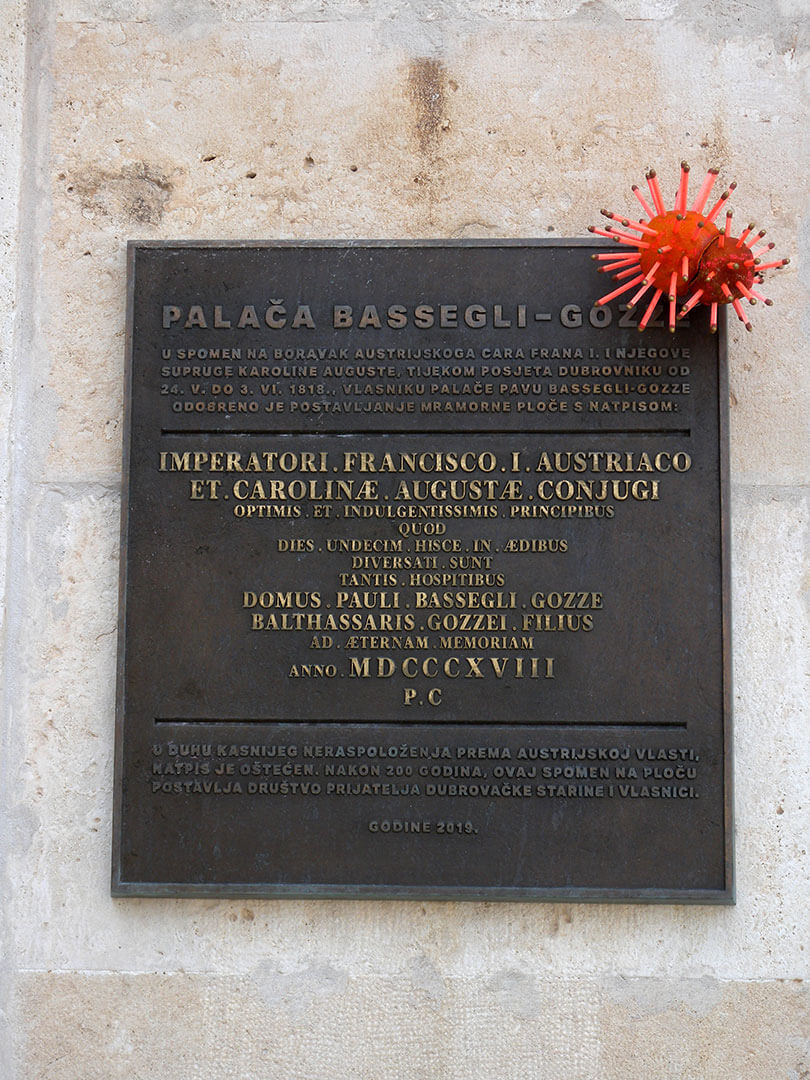 PALAČA BASSEGLI-GOZZE
U SPOMEN NA BORAVAK AUSTRIJSKOGA CARA FRANA I. I NJEGOVE
SUPRUGE KAROLINE AUGUSTE, TIJEKOM POSJETA DUBROVNIKU OD
24. V. DO 3. VI. 1818., VLASNIKU PALAČE PAVU BASSEGLI-GOZZE
ODOBRENO JE POSTAVLJANJE MRAMORNE PLOČE S NATPISOM:
IMPERATORI . FRANCISCO . I . AUSTRIACO
ET . CAROLINÆ . AUGUSTÆ . CONJUGI
OPTIMIS . ET . INDULGENTISSIMIS . PRINCIPIBUS
QUOD
DIES . UNDECIM . HISCE . IN . ÆDIBUS
DIVERSATI . SUNT
TANTIS . HOSPITIBUS
DOMUS . PAULI . BASSEGLI . GOZZE
BALTHASSARIS . GOZZEI . FILIUS
AD . ÆTERNAM . MEMORIAM
ANNO . MDCCCXVIII
P . C
U DUHU KASNIJEG NERASPOLOŽENJA PREMA AUSTRIJSKOJ VLASTI,
NATPIS JE OŠTEĆEN. NAKON 200 GODINA, OVAJ SPOMEN NA PLOČU
POSTAVLJA DRUŠTVO PRIJATELJA DUBROVAČKE STARINE I VLASNICI.
GODINE 2019.